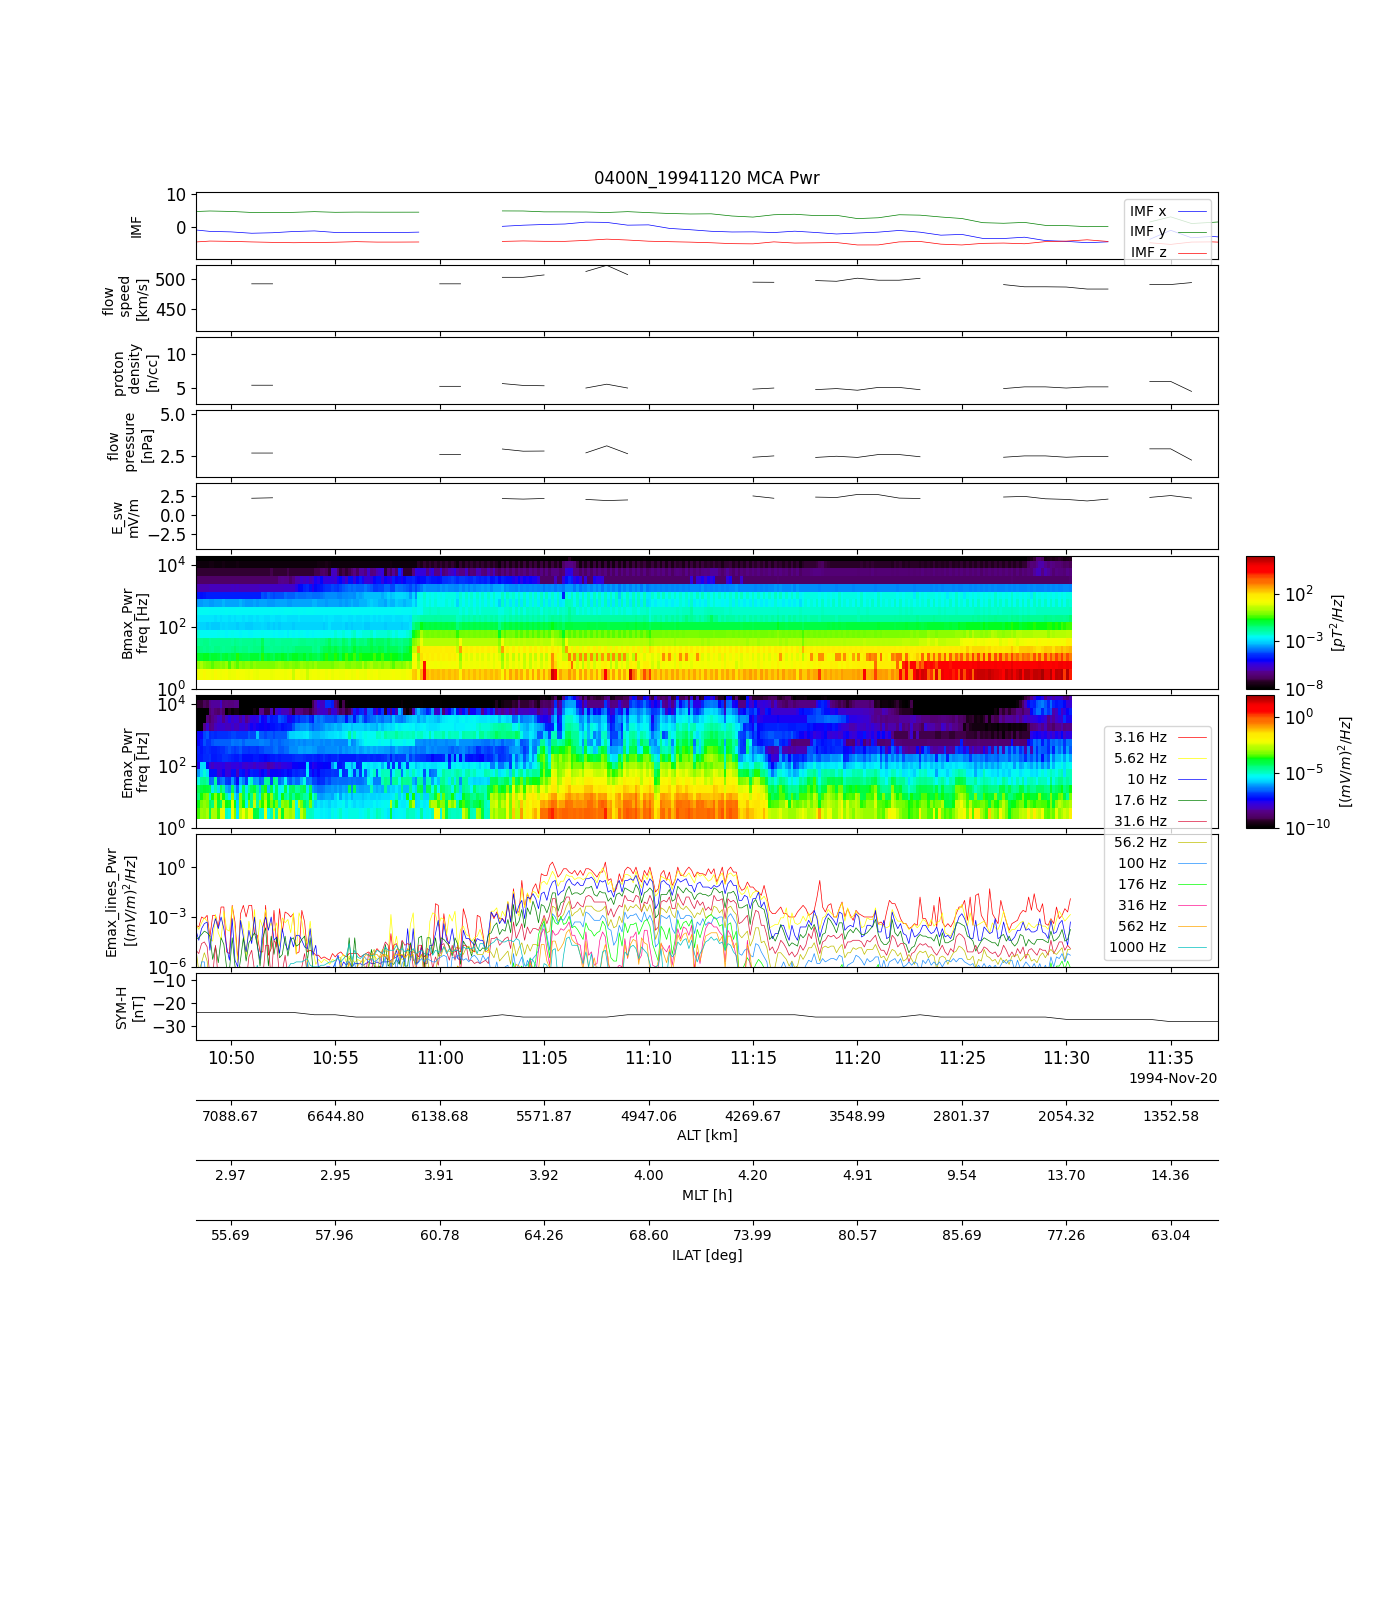 0400N_19941120 MCA Pwr
10
0
IMF
IMF x
IMF y
IMF z
500
450
flow
speed
[km/s]
10
5
proton
density
[n/cc]
5.0
2.5
flow
pressure
[nPa]
2.5
0.0
−2.5
E_sw
mV/m
10^4
10^2
10^0
Bmax_Pwr
freq [Hz]
10^2
10^−3
10^−8
[pT^2/Hz]
10^4
10^2
10^0
Emax_Pwr
freq [Hz]
10^0
10^−5
10^−10
[(mV/m)^2/Hz]
3.16 Hz
5.62 Hz
10 Hz
17.6 Hz
31.6 Hz
56.2 Hz
100 Hz
176 Hz
316 Hz
562 Hz
1000 Hz
10^0
10^−3
10^−6
Emax_lines_Pwr
[(mV/m)^2/Hz]
−10
−20
−30
SYM-H
[nT]
10:50 10:55 11:00 11:05 11:10 11:15 11:20 11:25 11:30 11:35
1994-Nov-20
7088.67 6644.80 6138.68 5571.87 4947.06 4269.67 3548.99 2801.37 2054.32 1352.58
ALT [km]
2.97 2.95 3.91 3.92 4.00 4.20 4.91 9.54 13.70 14.36
MLT [h]
55.69 57.96 60.78 64.26 68.60 73.99 80.57 85.69 77.26 63.04
ILAT [deg]